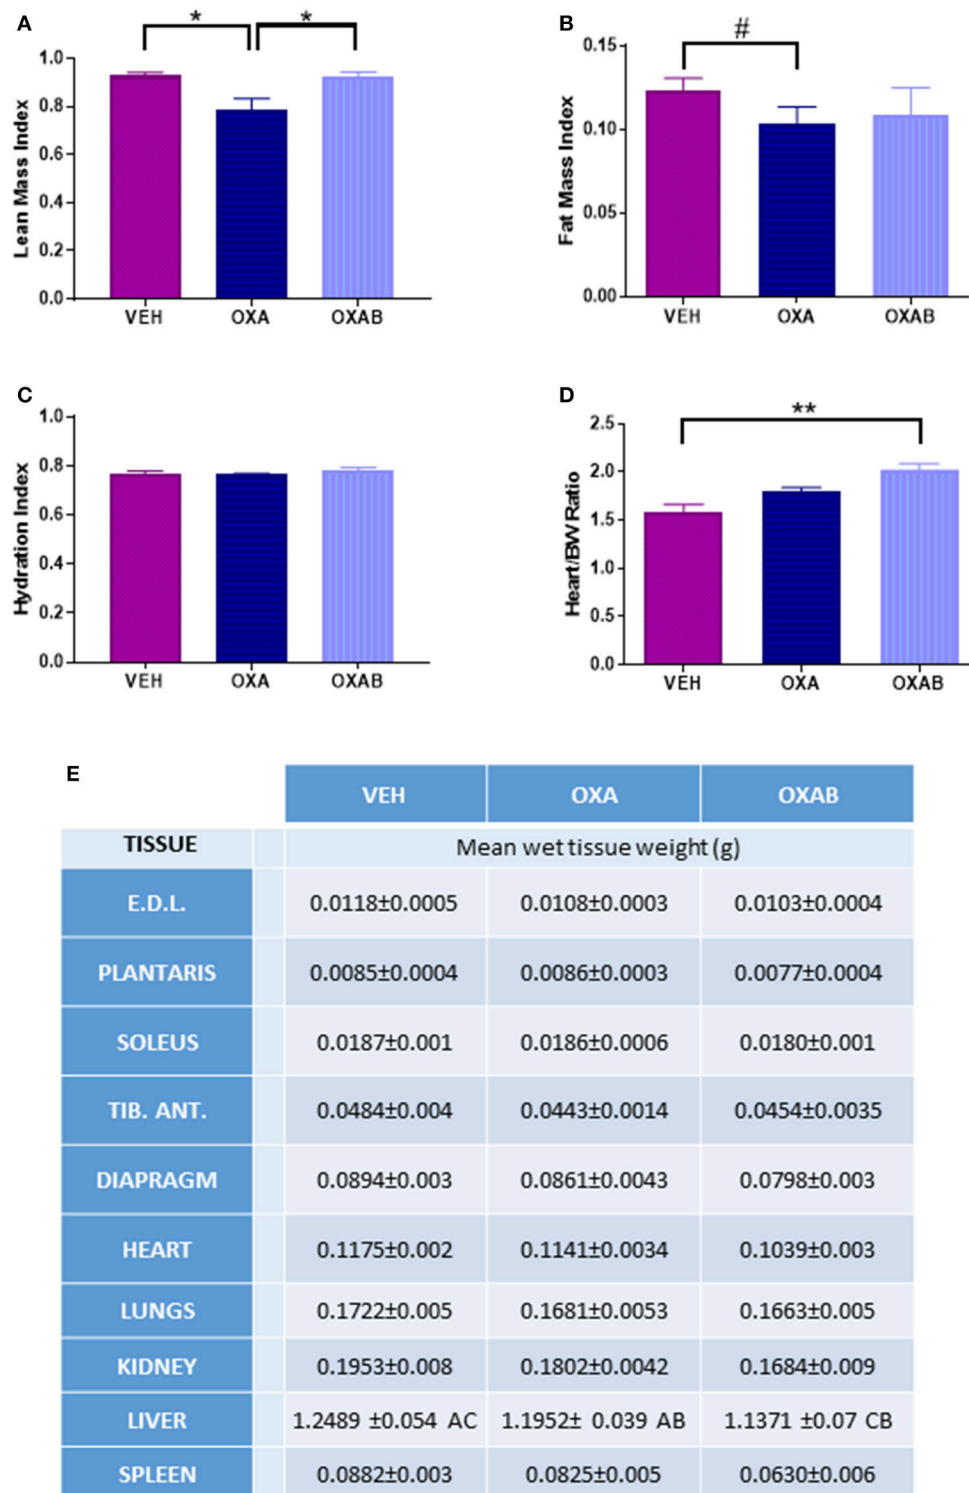 A
* *
Lean Mass Index
1.0
0.8
0.6
0.4
0.2
0.0
VEH OXA OXAB
B
#
Fat Mass Index
0.15
0.10
0.05
0.00
VEH OXA OXAB
C
Hydration Index
1.0
0.8
0.6
0.4
0.2
0.0
VEH OXA OXAB
D
**
Heart/BW Ratio
2.5
2.0
1.5
1.0
0.5
0.0
VEH OXA OXAB
E
VEH OXA OXAB
TISSUE Mean wet tissue weight (g)
E.D.L. 0.0118±0.0005 0.0108±0.0003 0.0103±0.0004
PLANTARIS 0.0085±0.0004 0.0086±0.0003 0.0077±0.0004
SOLEUS 0.0187±0.001 0.0186±0.0006 0.0180±0.001
TIB. ANT. 0.0484±0.004 0.0443±0.0014 0.0454±0.0035
DIAPRAGM 0.0894±0.003 0.0861±0.0043 0.0798±0.003
HEART 0.1175±0.002 0.1141±0.0034 0.1039±0.003
LUNGS 0.1722±0.005 0.1681±0.0053 0.1663±0.005
KIDNEY 0.1953±0.008 0.1802±0.0042 0.1684±0.009
LIVER 1.2489 ±0.054 AC 1.1952± 0.039 AB 1.1371 ±0.07 CB
SPLEEN 0.0882±0.003 0.0825±0.005 0.0630±0.006